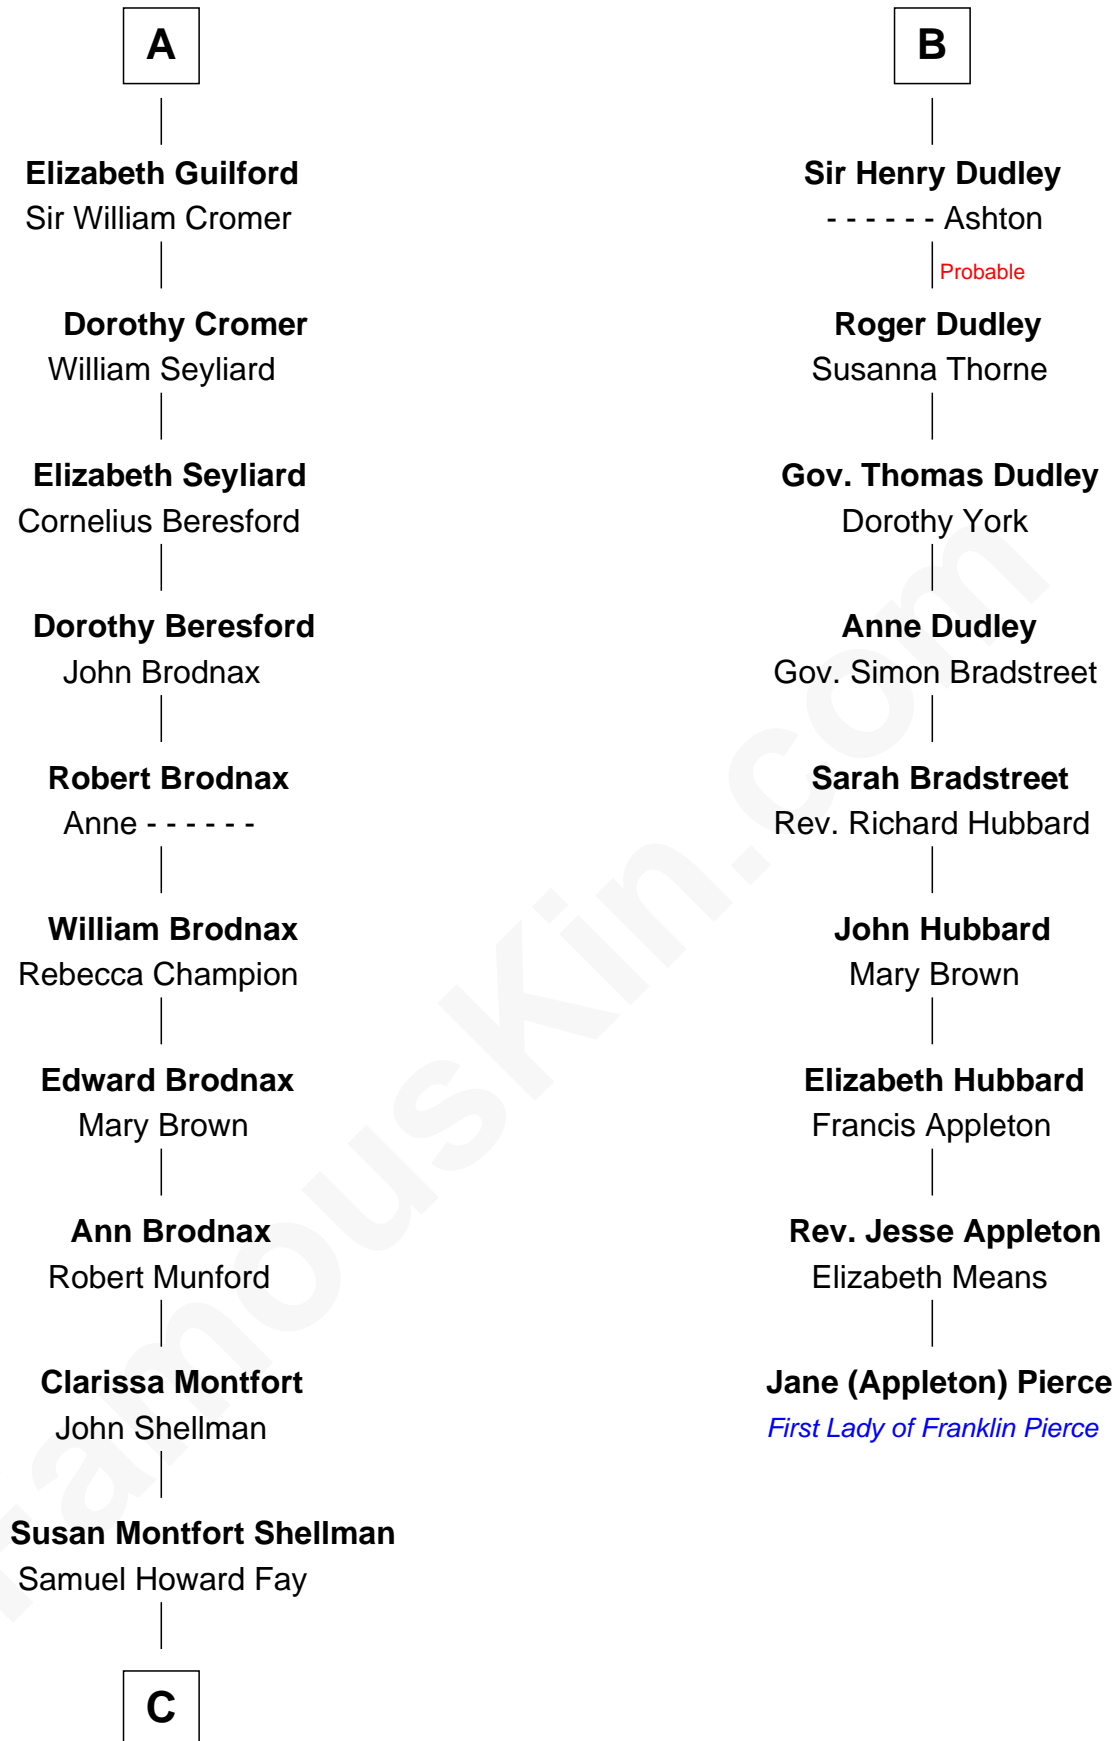 A
Elizabeth Guilford
Sir William Cromer
Dorothy Cromer
William Seyliard
Elizabeth Seyliard
Cornelius Beresford
Dorothy Beresford
John Brodnax
Robert Brodnax
Anne - - - - - -
William Brodnax
Rebecca Champion
Edward Brodnax
Mary Brown
Ann Brodnax
Robert Munford
Clarissa Montfort
John Shellman
Susan Montfort Shellman
Samuel Howard Fay
C
B
Sir Henry Dudley
- - - - - - Ashton
Probable
Roger Dudley
Susanna Thorne
Gov. Thomas Dudley
Dorothy York
Anne Dudley
Gov. Simon Bradstreet
Sarah Bradstreet
Rev. Richard Hubbard
John Hubbard
Mary Brown
Elizabeth Hubbard
Francis Appleton
Rev. Jesse Appleton
Elizabeth Means
Jane (Appleton) Pierce
First Lady of Franklin Pierce
FamousKin.com